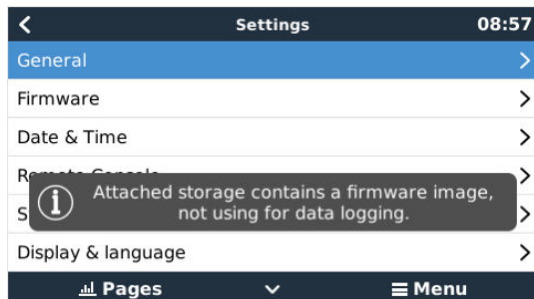 Settings 08:57
General
Firmware
Date & Time
Attached storage contains a firmware image,
not using for data logging.
Display & language
Pages Menu